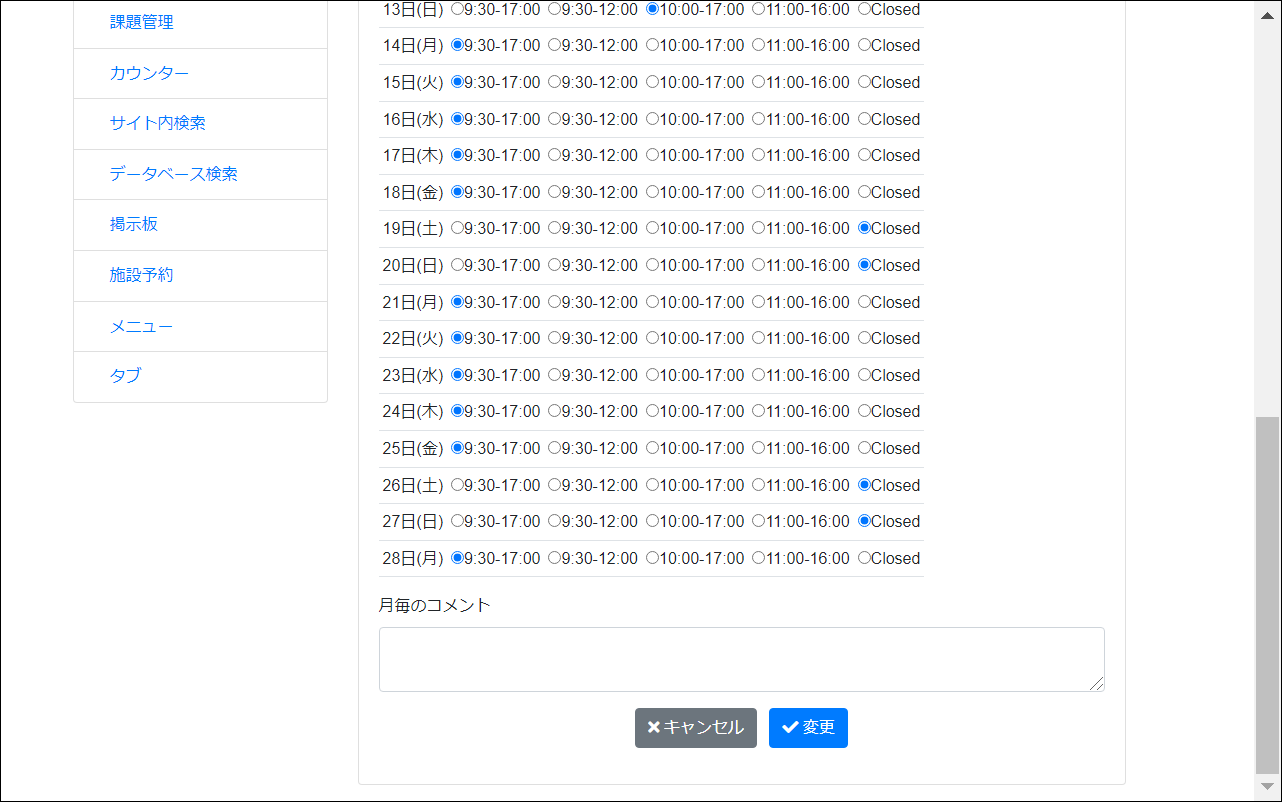 課題管理
カウンター
サイト内検索
データベース検索
掲示板
施設予約
メニュー
タブ
13日(日) 9:30-17:00 9:30-12:00 10:00-17:00 11:00-16:00 Closed
14日(月) 9:30-17:00 9:30-12:00 10:00-17:00 11:00-16:00 Closed
15日(火) 9:30-17:00 9:30-12:00 10:00-17:00 11:00-16:00 Closed
16日(水) 9:30-17:00 9:30-12:00 10:00-17:00 11:00-16:00 Closed
17日(木) 9:30-17:00 9:30-12:00 10:00-17:00 11:00-16:00 Closed
18日(金) 9:30-17:00 9:30-12:00 10:00-17:00 11:00-16:00 Closed
19日(土) 9:30-17:00 9:30-12:00 10:00-17:00 11:00-16:00 Closed
20日(日) 9:30-17:00 9:30-12:00 10:00-17:00 11:00-16:00 Closed
21日(月) 9:30-17:00 9:30-12:00 10:00-17:00 11:00-16:00 Closed
22日(火) 9:30-17:00 9:30-12:00 10:00-17:00 11:00-16:00 Closed
23日(水) 9:30-17:00 9:30-12:00 10:00-17:00 11:00-16:00 Closed
24日(木) 9:30-17:00 9:30-12:00 10:00-17:00 11:00-16:00 Closed
25日(金) 9:30-17:00 9:30-12:00 10:00-17:00 11:00-16:00 Closed
26日(土) 9:30-17:00 9:30-12:00 10:00-17:00 11:00-16:00 Closed
27日(日) 9:30-17:00 9:30-12:00 10:00-17:00 11:00-16:00 Closed
28日(月) 9:30-17:00 9:30-12:00 10:00-17:00 11:00-16:00 Closed
月毎のコメント
キャンセル 変更